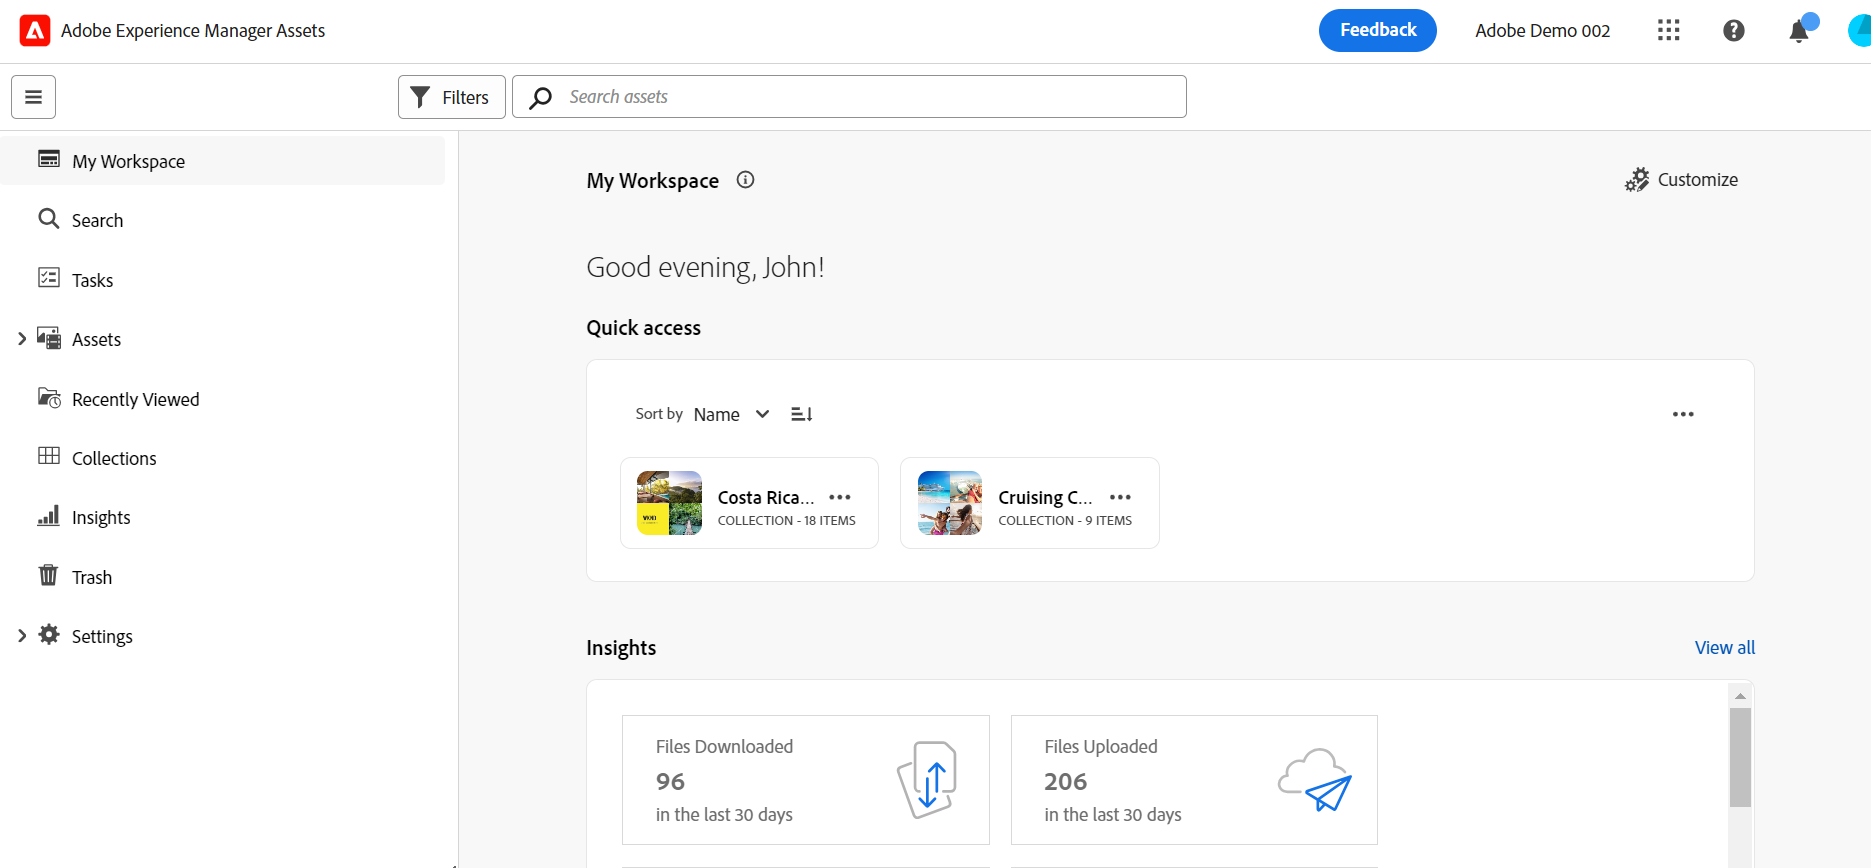 Adobe Experience Manager Assets
Feedback
Adobe Demo 002
Filters
Search assets
My Workspace
Search
Tasks
Assets
Recently Viewed
Collections
Insights
Trash
Settings
My Workspace
Customize
Good evening, John!
Quick access
Sort by Name
Costa Rica...
COLLECTION - 18 ITEMS
Cruising C...
COLLECTION - 9 ITEMS
Insights
View all
Files Downloaded
96
in the last 30 days
Files Uploaded
206
in the last 30 days